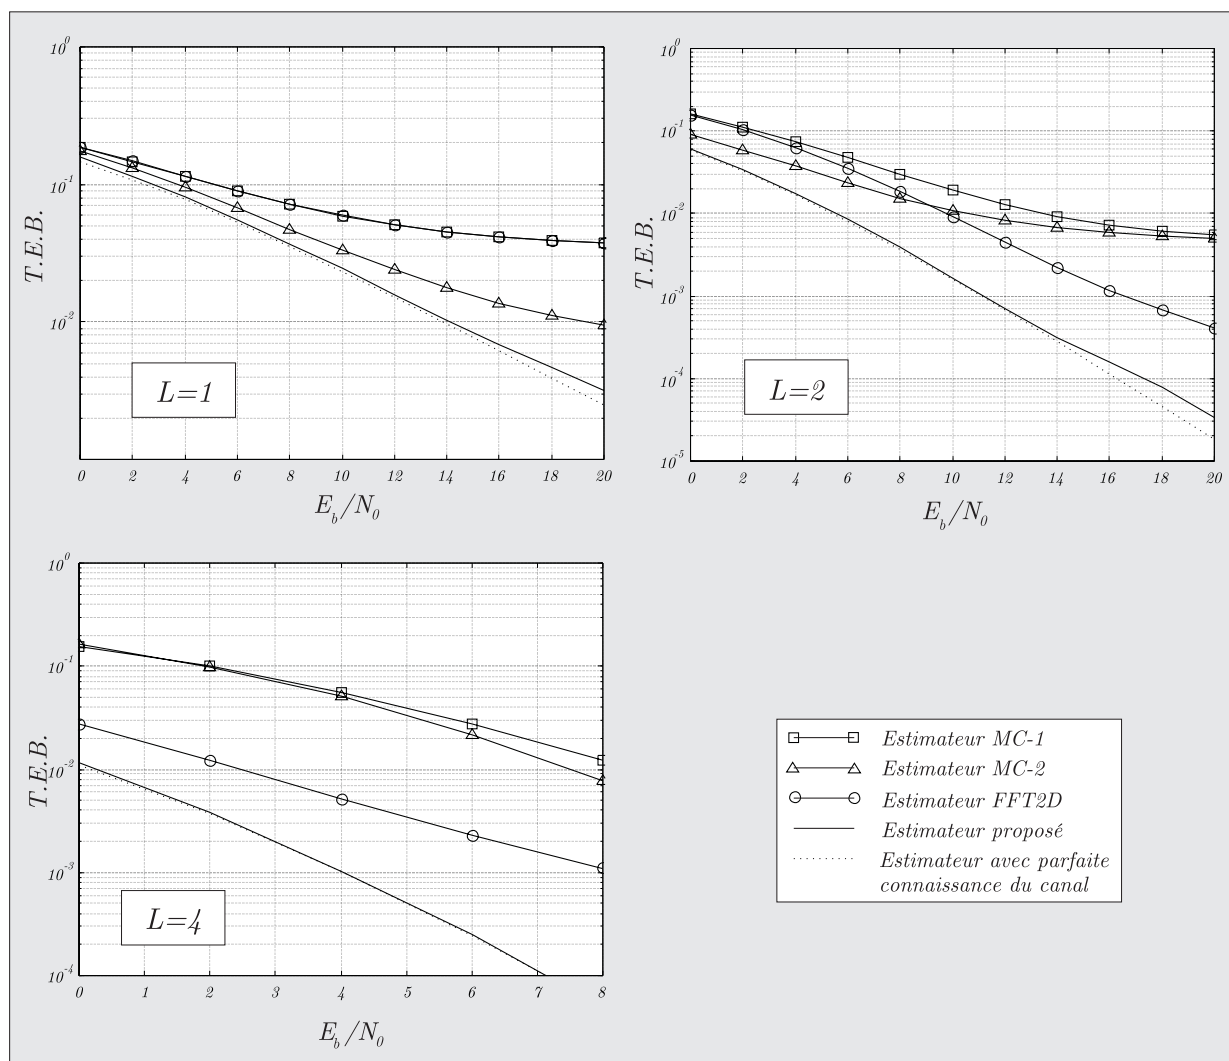 10^0
10^-1
10^-2
T.E.B.
L=1
0 2 4 6 8 10 12 14 16 18 20
E_b/N_0
10^0
10^-1
10^-2
10^-3
10^-4
10^-5
T.E.B.
L=2
0 2 4 6 8 10 12 14 16 18 20
E_b/N_0
10^0
10^-1
10^-2
10^-3
10^-4
T.E.B.
L=4
0 1 2 4 5 6 7 8
E_b/N_0
Estimateur MC-1
Estimateur MC-2
Estimateur FFT2D
Estimateur proposé
Estimateur avec parfaite
connaissance du canal